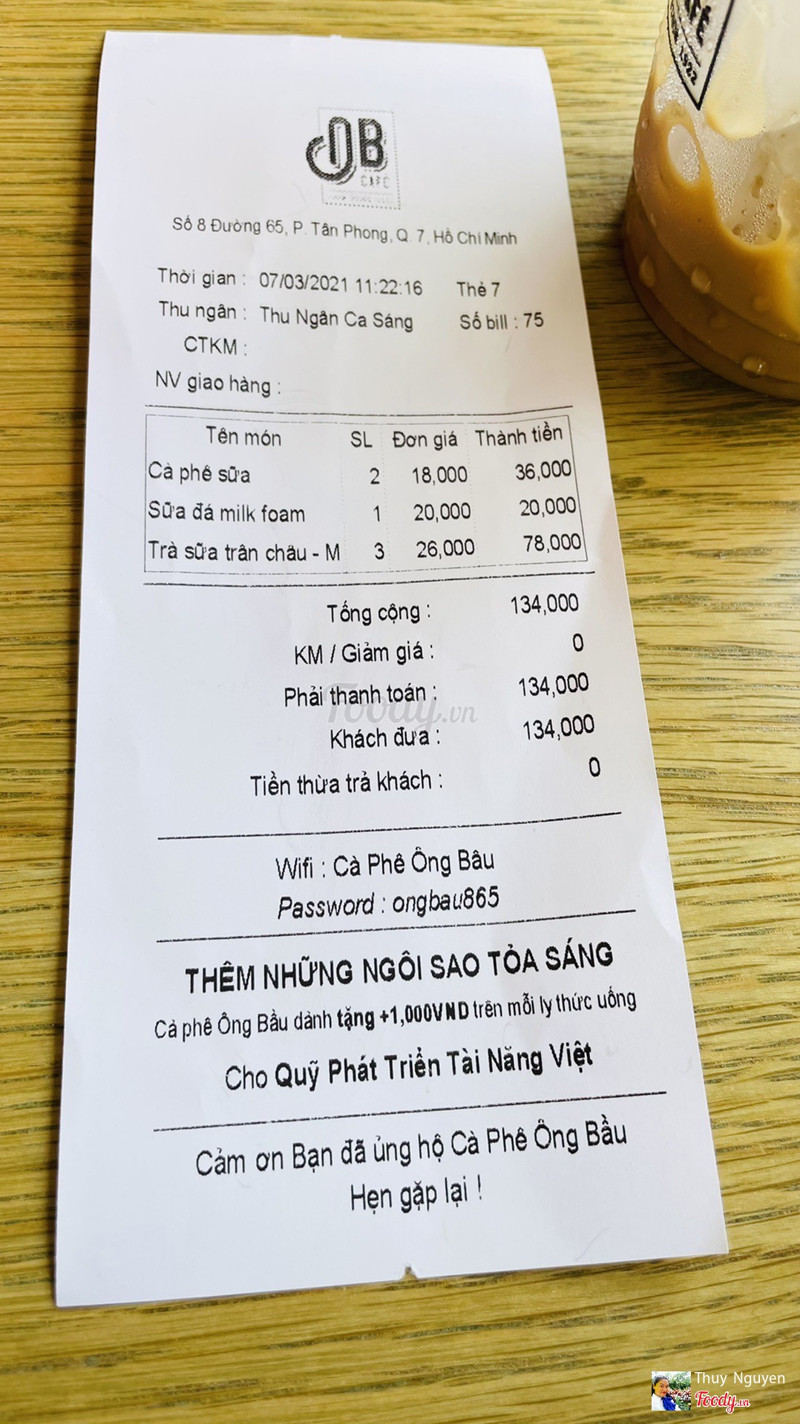 OB
CAFÉ
Số 8 Đường 65, P. Tân Phong, Q. 7, Hồ Chí Minh
Thời gian : 07/03/2021 11:22:16 Thẻ 7
Thu ngân : Thu Ngân Ca Sáng Số bill : 75
CTKM :
NV giao hàng :
Tên món SL Đơn giá Thành tiền
Cà phê sữa 2 18,000 36,000
Sữa đá milk foam 1 20,000 20,000
Trà sữa trân châu - M 3 26,000 78,000
Tổng cộng : 134,000
KM / Giảm giá : 0
Phải thanh toán : 134,000
Foody.vn
Khách đưa : 134,000
Tiền thừa trả khách : 0
Wifi : Cà Phê Ông Bâu
Password : ongbau865
THÊM NHỮNG NGÔI SAO TỎA SÁNG
Cà phê Ông Bầu dành tặng +1,000VND trên mỗi ly thức uống
Cho Quỹ Phát Triển Tài Năng Việt
Cảm ơn Bạn đã ủng hộ Cà Phê Ông Bầu
Hẹn gặp lại !
1922
Thuy Nguyen
Foody.vn